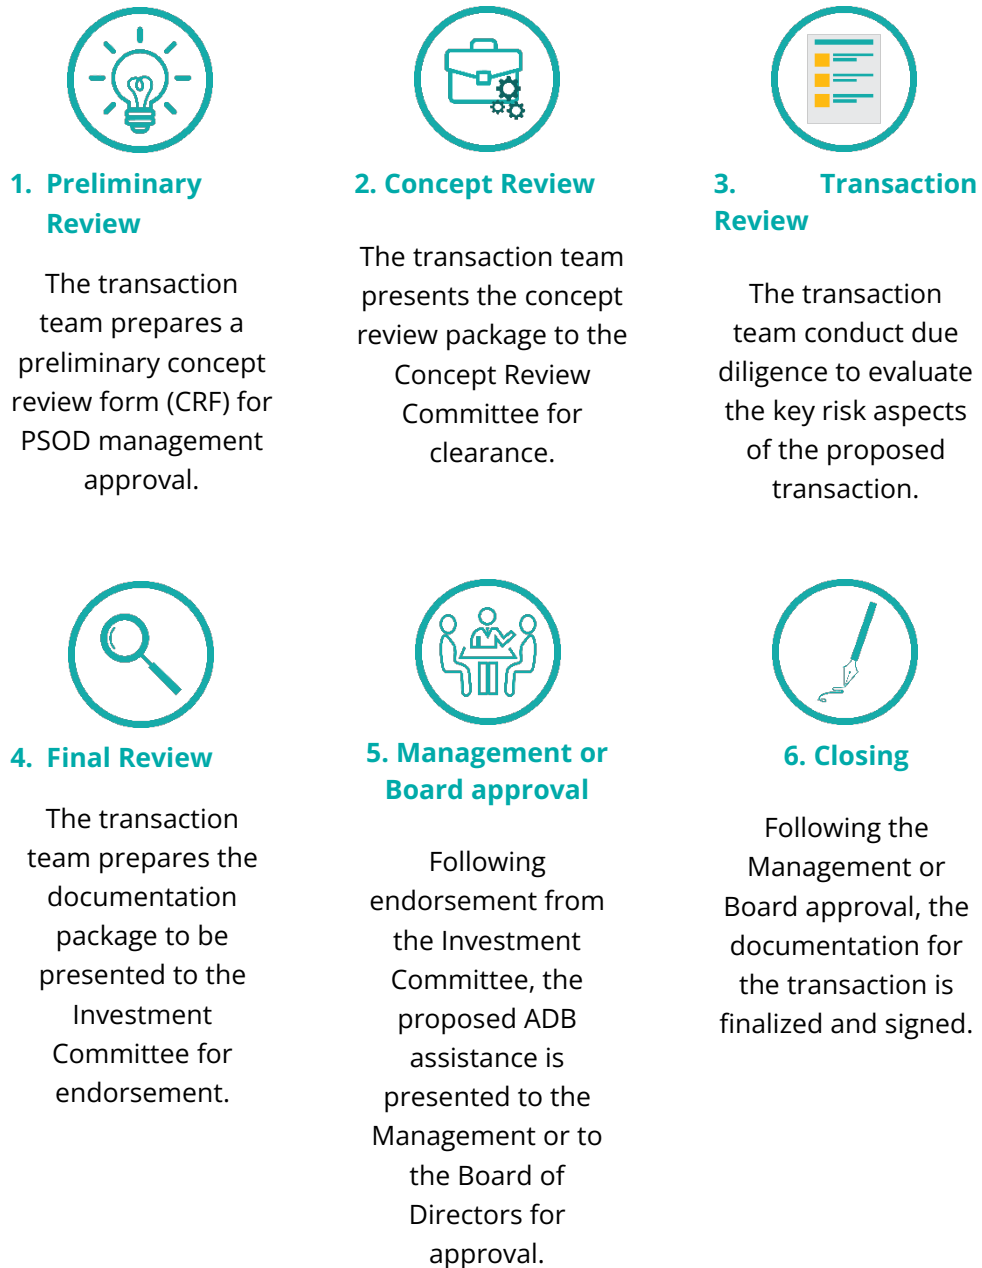 1. Preliminary
Review
The transaction
team prepares a
preliminary concept
review form (CRF) for
PSOD management
approval.
2. Concept Review
The transaction team
presents the concept
review package to the
Concept Review
Committee for
clearance.
3. Transaction
Review
The transaction
team conduct due
diligence to evaluate
the key risk aspects
of the proposed
transaction.
4. Final Review
The transaction
team prepares the
documentation
package to be
presented to the
Investment
Committee for
endorsement.
5. Management or
Board approval
Following
endorsement from
the Investment
Committee, the
proposed ADB
assistance is
presented to the
Management or to
the Board of
Directors for
approval.
6. Closing
Following the
Management or
Board approval, the
documentation for
the transaction is
finalized and signed.